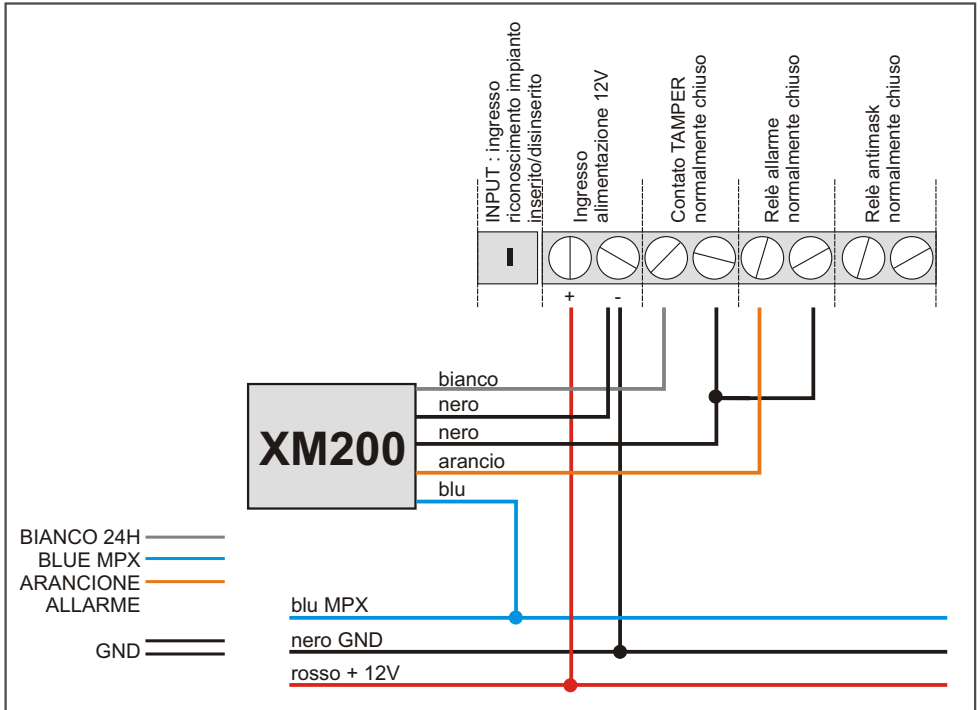 INPUT : ingresso
riconoscimento impianto
inserito/disinserito
Ingresso
alimentazione 12V
Contato TAMPER
normalmente chiuso
Relè allarme
normalmente chiuso
Relè antimask
normalmente chiuso
I
+
-
XM200
bianco
nero
nero
arancio
blu
BIANCO 24H
BLUE MPX
ARANCIONE
ALLARME
GND
blu MPX
nero GND
rosso + 12V